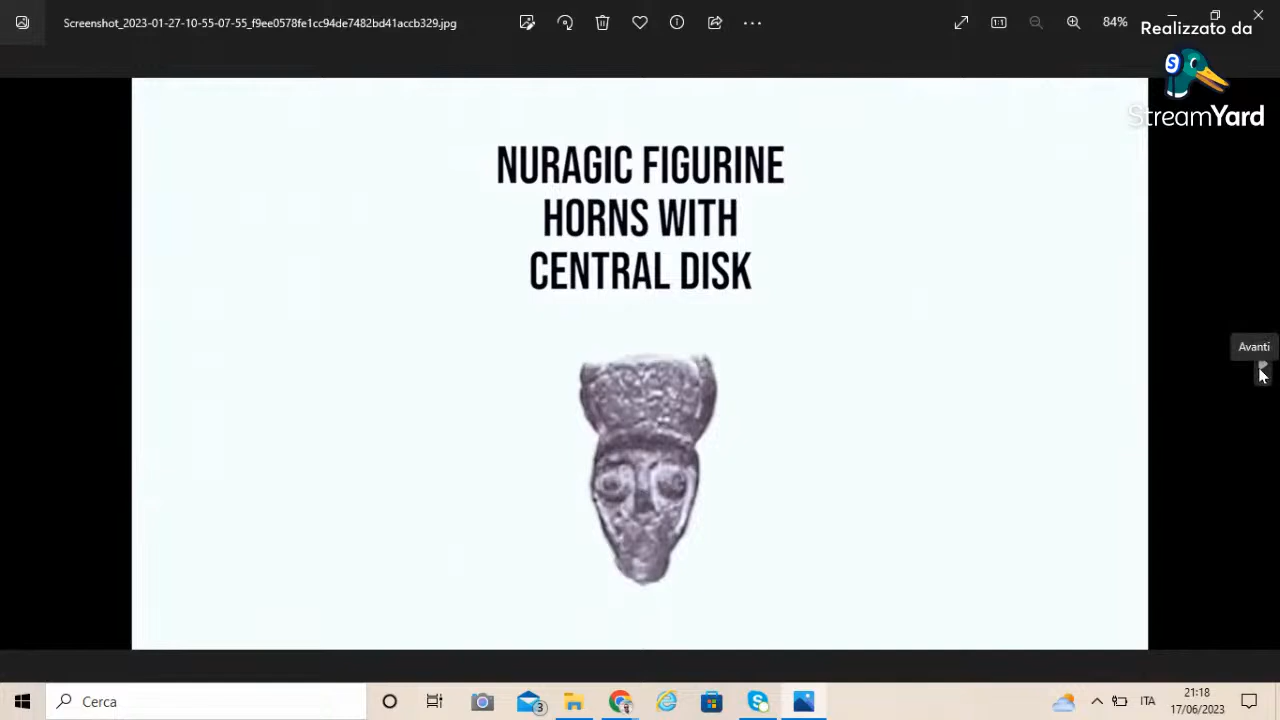 Screenshot_2023-01-27-10-55-07-55_f9ee0578fe1cc94de7482bd41accb329.jpg
84%
Realizzato da
StreamYard
NURAGIC FIGURINE
HORNS WITH
CENTRAL DISK
Avanti
Cerca
3
ITA
21:18
17/06/2023